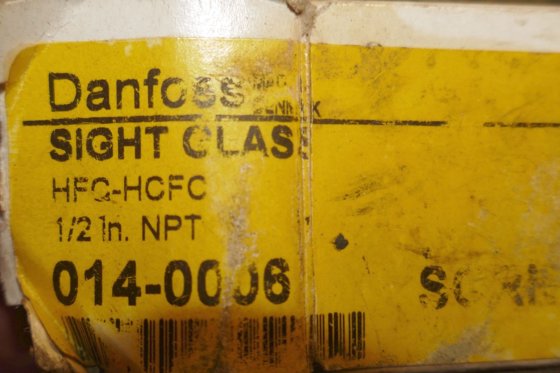 Danfoss
SIGHT GLASS
HFC-HCFC
1/2 in. NPT
014-0006